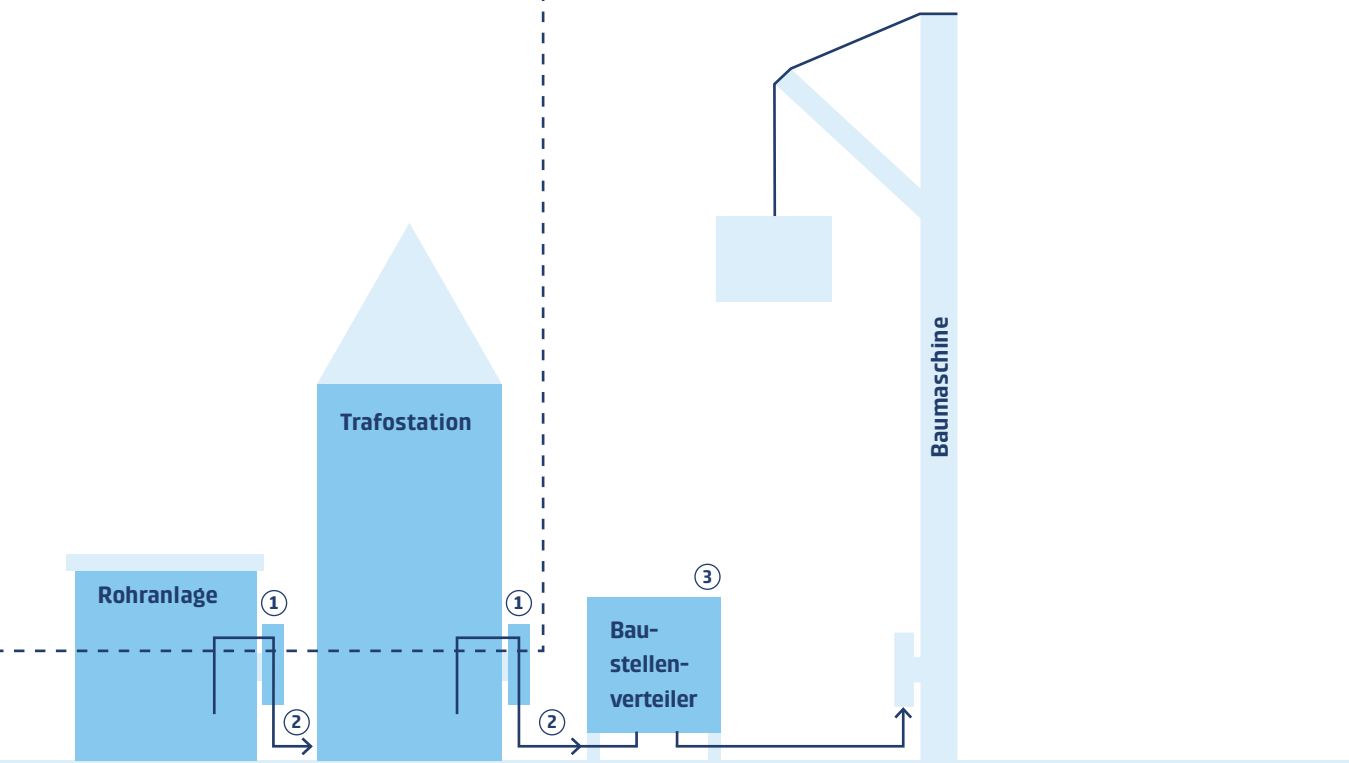 Baumaschine
Trafostation
Rohranlage
1
1
3
Bau-
stellen-
verteiler
2
2